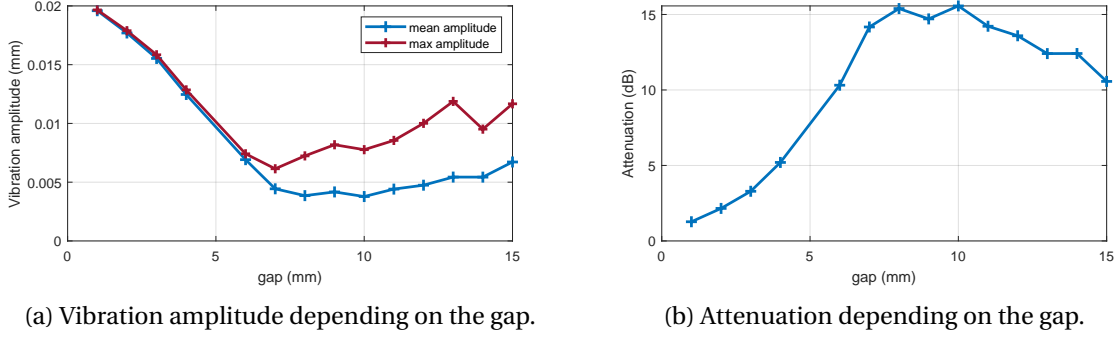 0.02
0.015
0.01
0.005
0
0
5
10
15
Vibration amplitude (mm)
gap (mm)
mean amplitude
max amplitude
15
10
5
0
0
5
10
15
Attenuation (dB)
gap (mm)
(a) Vibration amplitude depending on the gap.
(b) Attenuation depending on the gap.